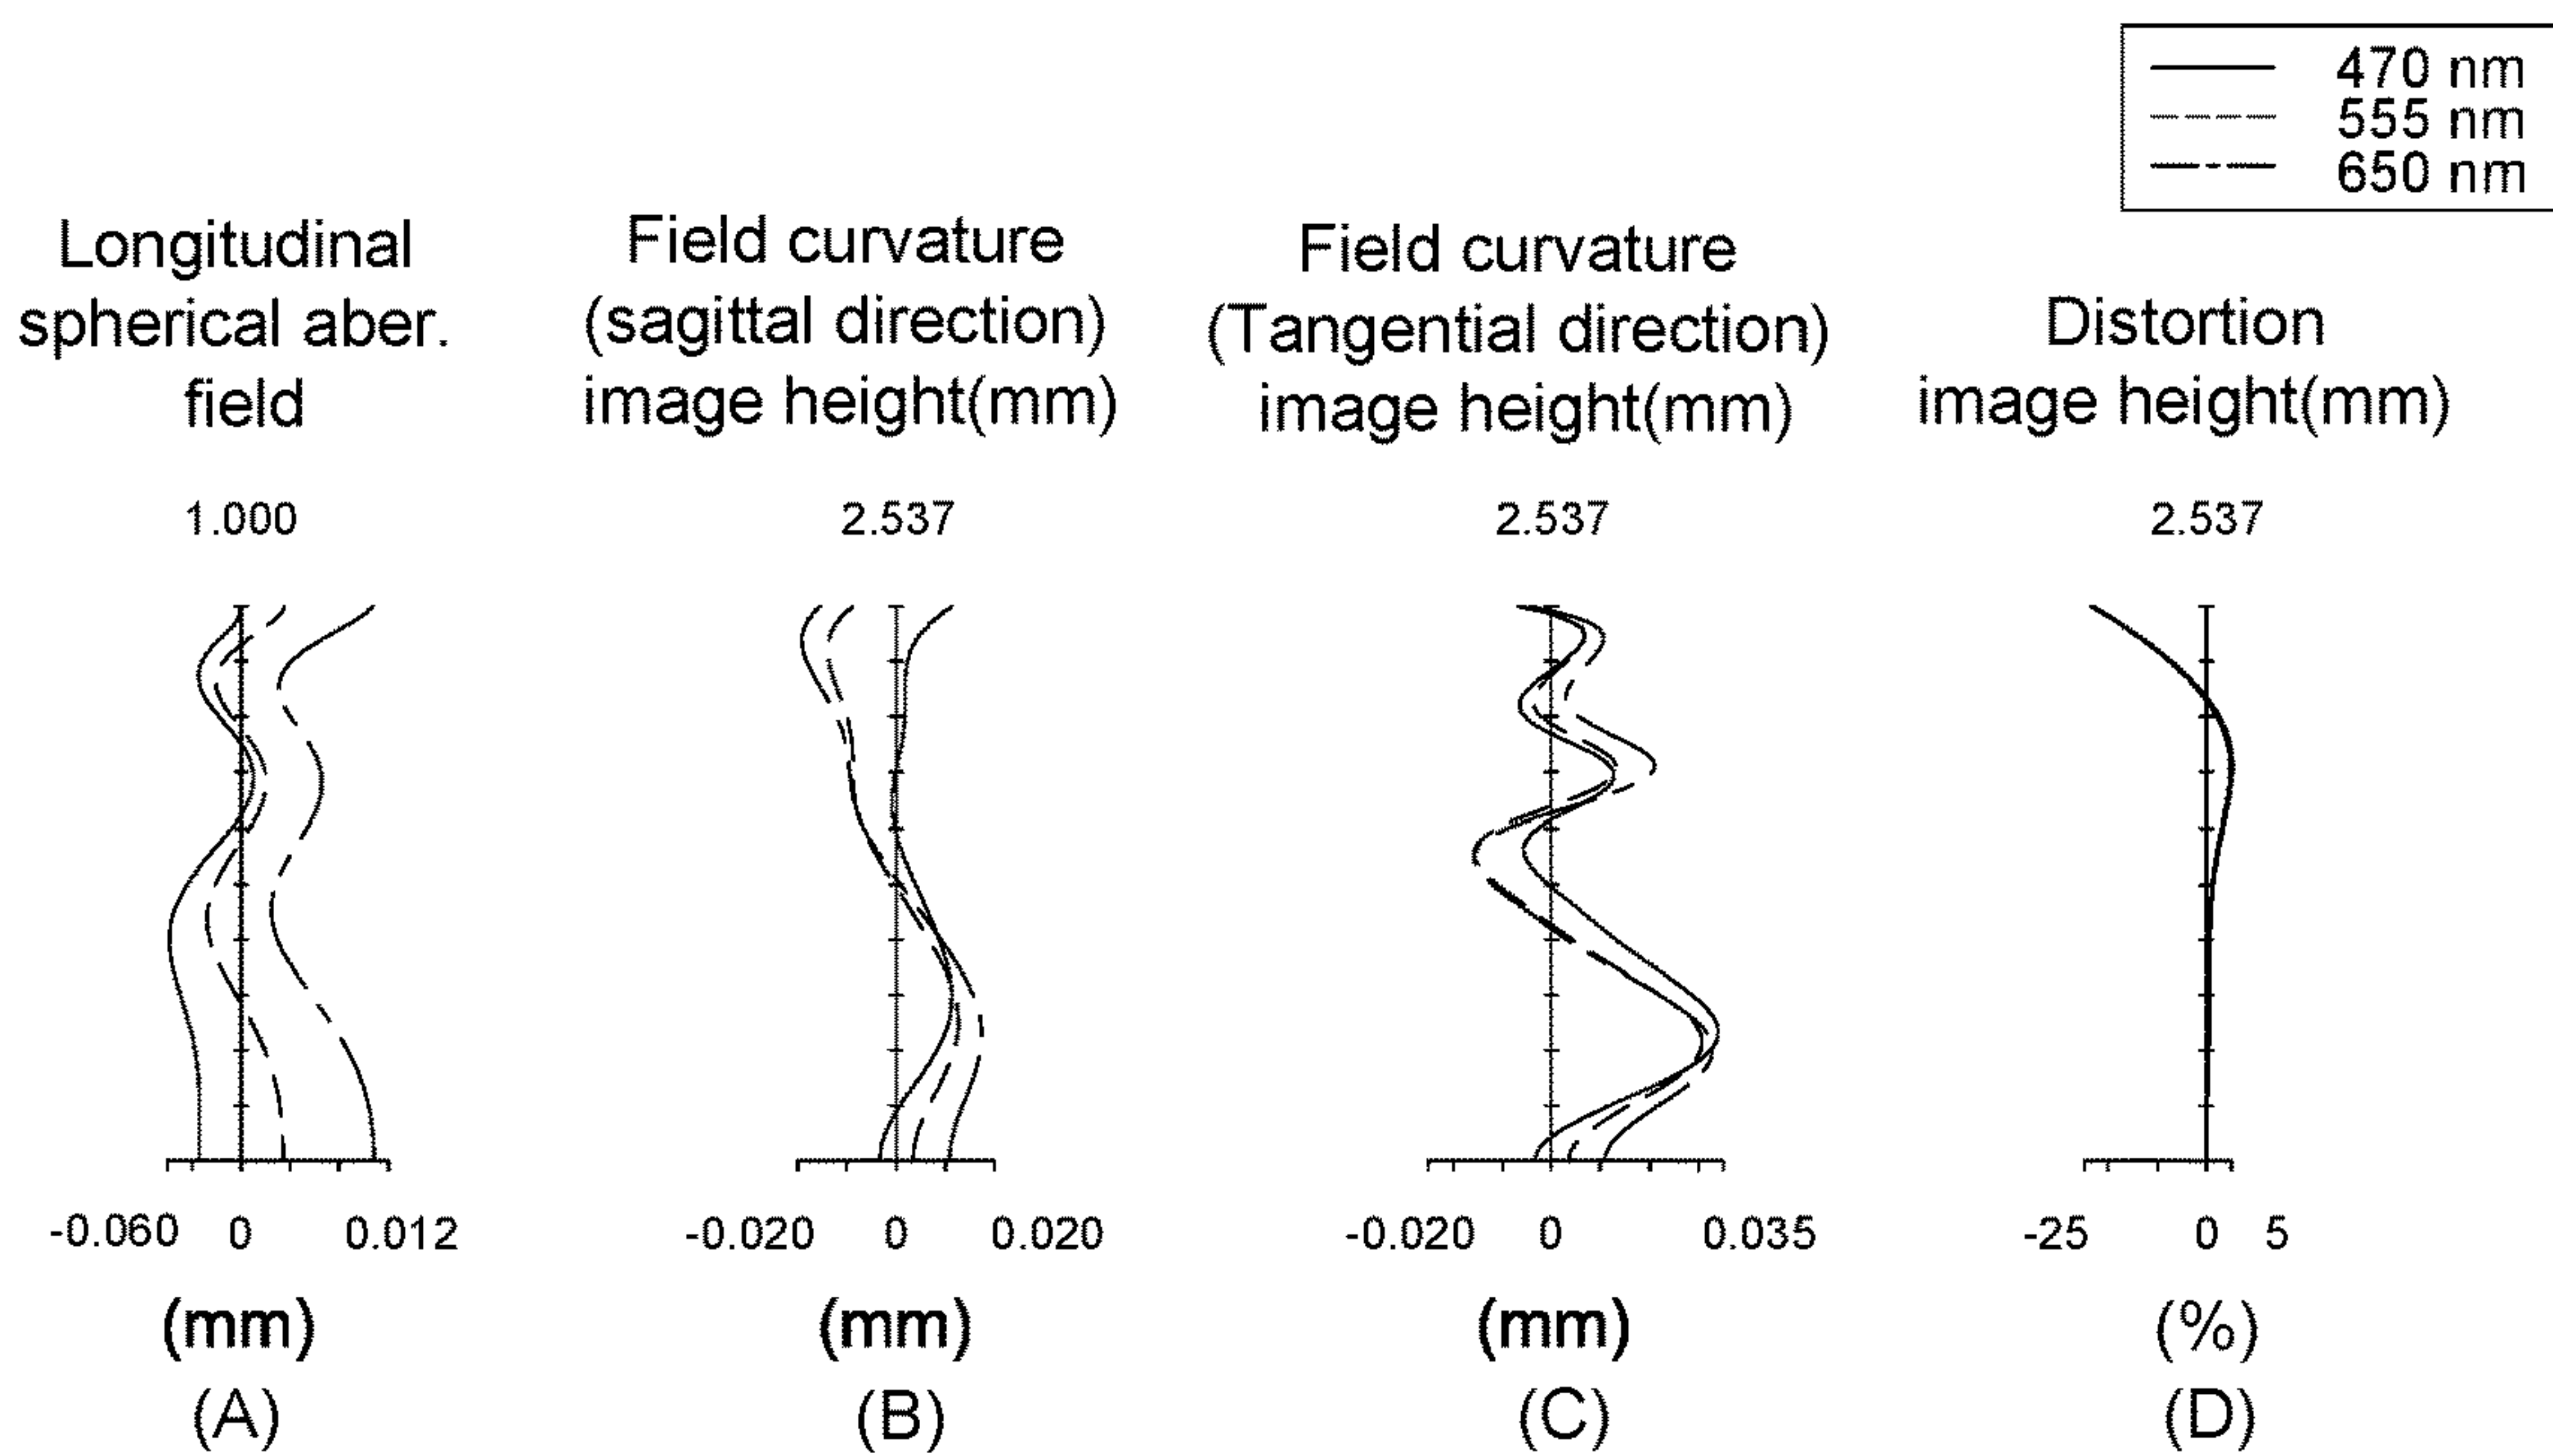 470 nm
555 nm
650 nm
Longitudinal
spherical aber.
field
1.000
-0.060 0 0.012
(mm)
(A)
Field curvature
(sagittal direction)
image height(mm)
2.537
-0.020 0 0.020
(mm)
(B)
Field curvature
(Tangential direction)
image height(mm)
2.537
-0.020 0 0.035
(mm)
(C)
Distortion
image height(mm)
2.537
-25 0 5
(%)
(D)